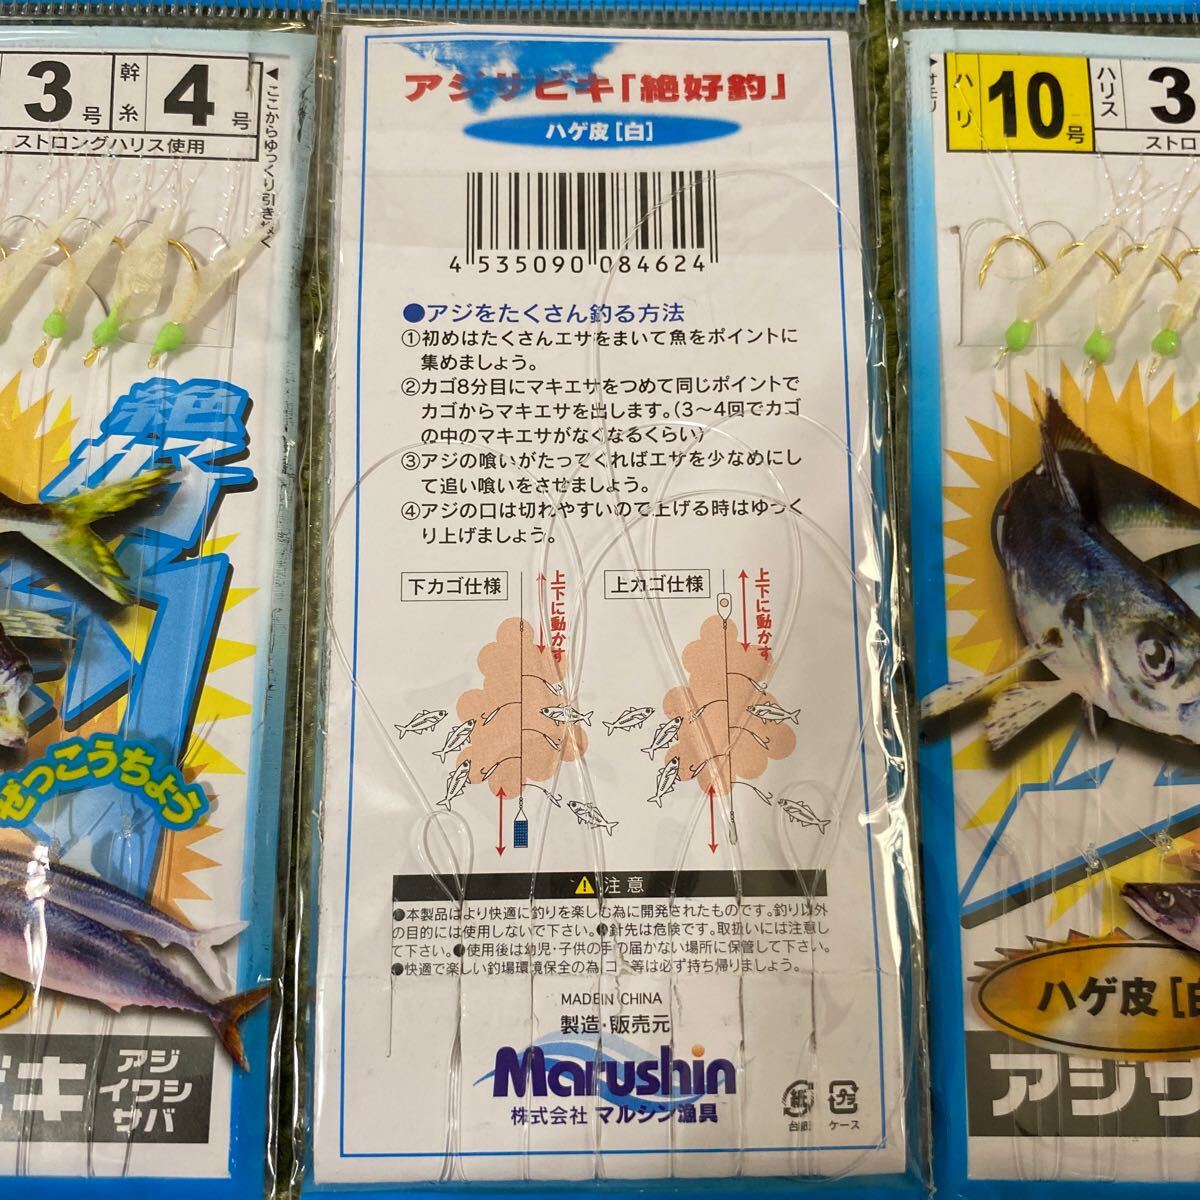 3号
幹糸
4号
ストロングハリス使用
絶好釣
ぜっこうちょう
ビキ
アジ
イワシ
サバ
アジサビキ「絶好釣」
ハゲ皮[白]
4 535090 084624
●アジをたくさん釣る方法
①初めはたくさんエサをまいて魚をポイントに
集めましょう。
②カゴ8分目にマキエサをつめて同じポイントで
カゴからマキエサを出します。(3〜4回でカゴ
の中のマキエサがなくなるくらい)
③アジの喰いがたってくればエサを少なめにし
て追い喰いをさせましょう。
④アジの口は切れやすいので上げる時はゆっく
り上げましょう。
下カゴ仕様
上下に動かす
上カゴ仕様
上下に動かす
注意
●本製品はより快適に釣りを楽しむ為に開発されたものです。釣り以外
の目的には使用しないで下さい。●針先は危険です。取扱いには注意し
て下さい。●使用後は幼児・子供の手の届かない場所に保管して下さい。
●快適で楽しい釣場環境保全の為、ゴミ等は必ず持ち帰りましょう。
MADE IN CHINA
製造・販売元
Marushin
株式会社 マルシン漁具
紙
台紙
プラ
ケース
ハリ
10号
ハリス
3
ストロ
ハゲ皮[白
アジサ